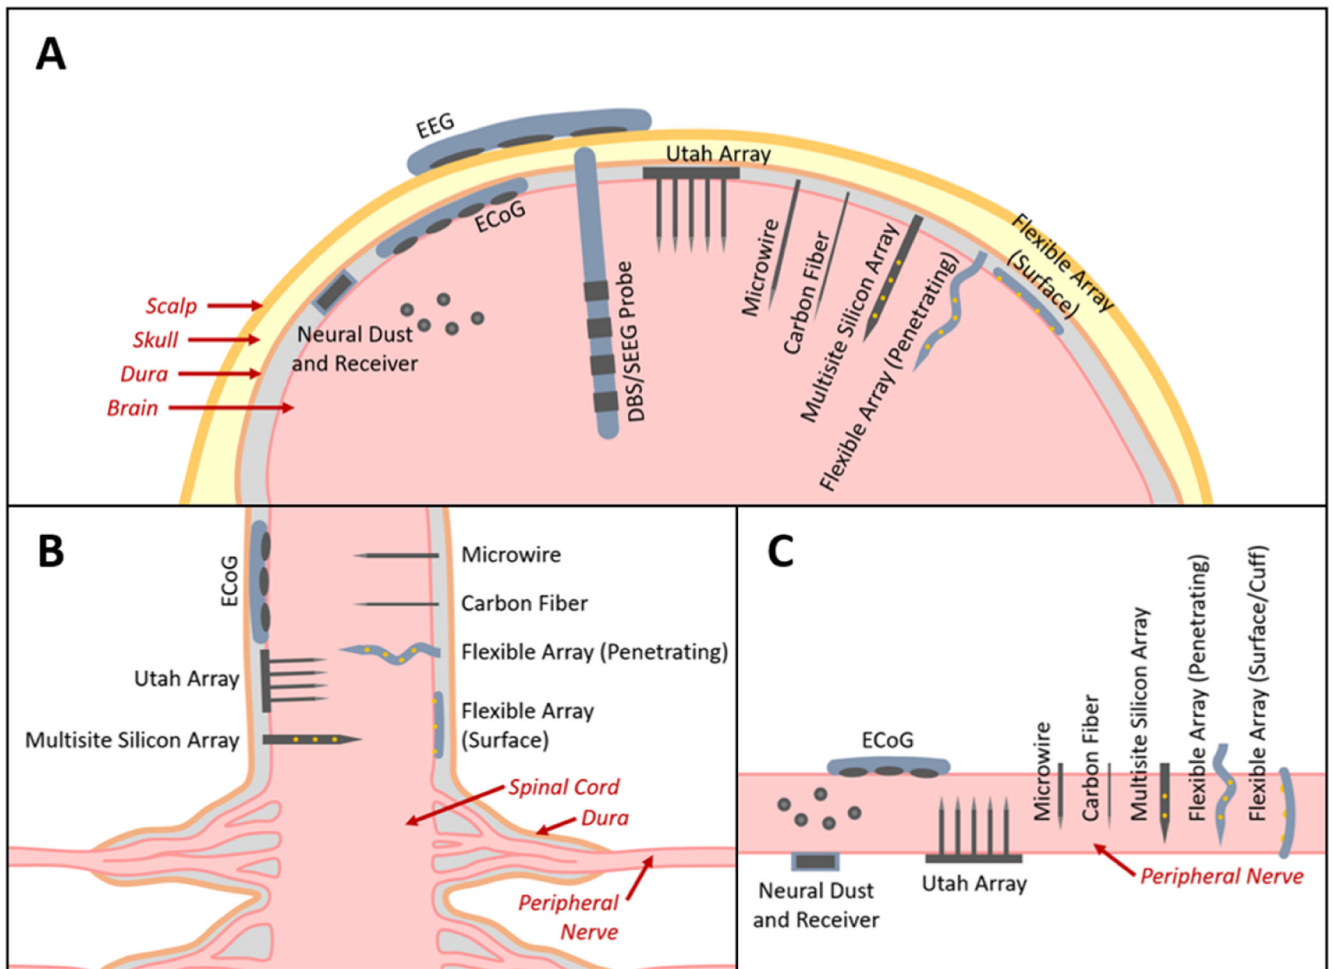 A
EEG
Utah Array
ECoG
Microwire
Carbon Fiber
Multisite Silicon Array
Flexible Array (Penetrating)
Flexible Array
(Surface)
DBS/SEEG Probe
Neural Dust
and Receiver
Scalp
Skull
Dura
Brain
B
ECoG
Utah Array
Multisite Silicon Array
Microwire
Carbon Fiber
Flexible Array (Penetrating)
Flexible Array
(Surface)
Spinal Cord
Dura
Peripheral
Nerve
C
ECoG
Neural Dust
and Receiver
Utah Array
Microwire
Carbon Fiber
Multisite Silicon Array
Flexible Array (Penetrating)
Flexible Array (Surface/Cuff)
Peripheral Nerve